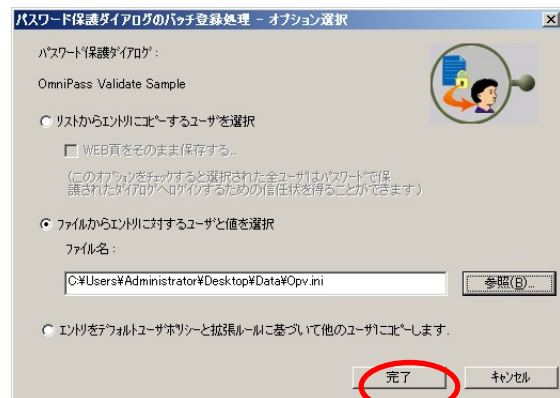 パスワード保護ダイアログのバッチ登録処理 - オプション選択
パスワード保護ダイアログ:
OmniPass Validate Sample
リストからエントリにコピーするユーザを選択
WEB頁をそのまま保存する...
(このオプションをチェックすると選択された全ユーザはパスワードで保
護されたダイアログへログインするための信任状を得ることができます)
ファイルからエントリに対するユーザと値を選択
ファイル名:
C:¥Users¥Administrator¥Desktop¥Data¥Opv.ini
参照(B)...
エントリをデフォルトユーザポリシーと拡張ルールに基づいて他のユーザにコピーします.
完了
キャンセル